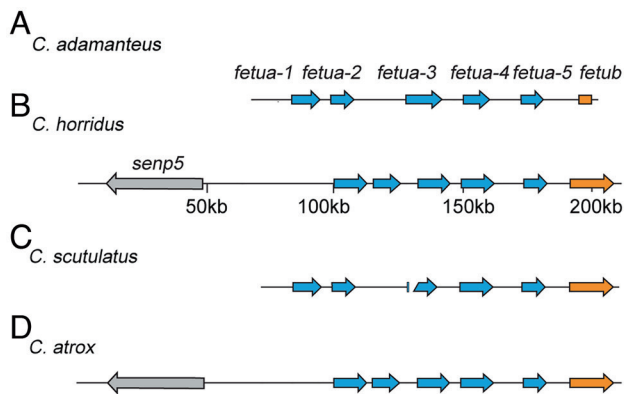 A
C. adamanteus
fetua-1 fetua-2 fetua-3 fetua-4 fetua-5 fetub
B
C. horridus
senp5
50kb 100kb 150kb 200kb
C
C. scutulatus
D
C. atrox